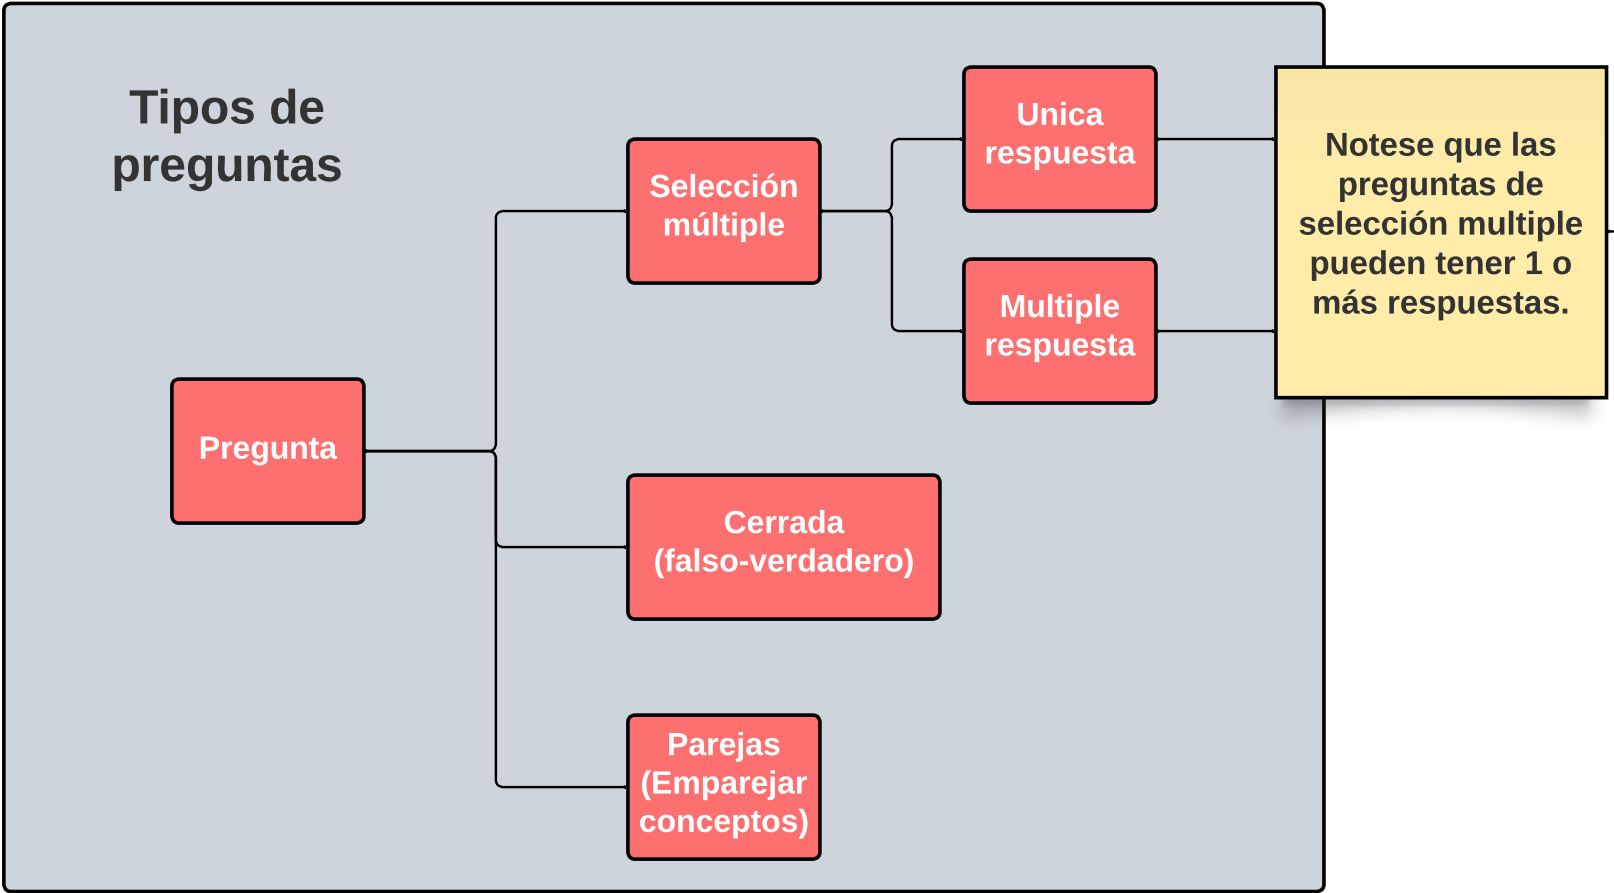 Tipos de
preguntas
Unica
respuesta
Selección
múltiple
Multiple
respuesta
Notese que las
preguntas de
selección multiple
pueden tener 1 o
más respuestas.
Pregunta
Cerrada
(falso-verdadero)
Parejas
(Emparejar
conceptos)